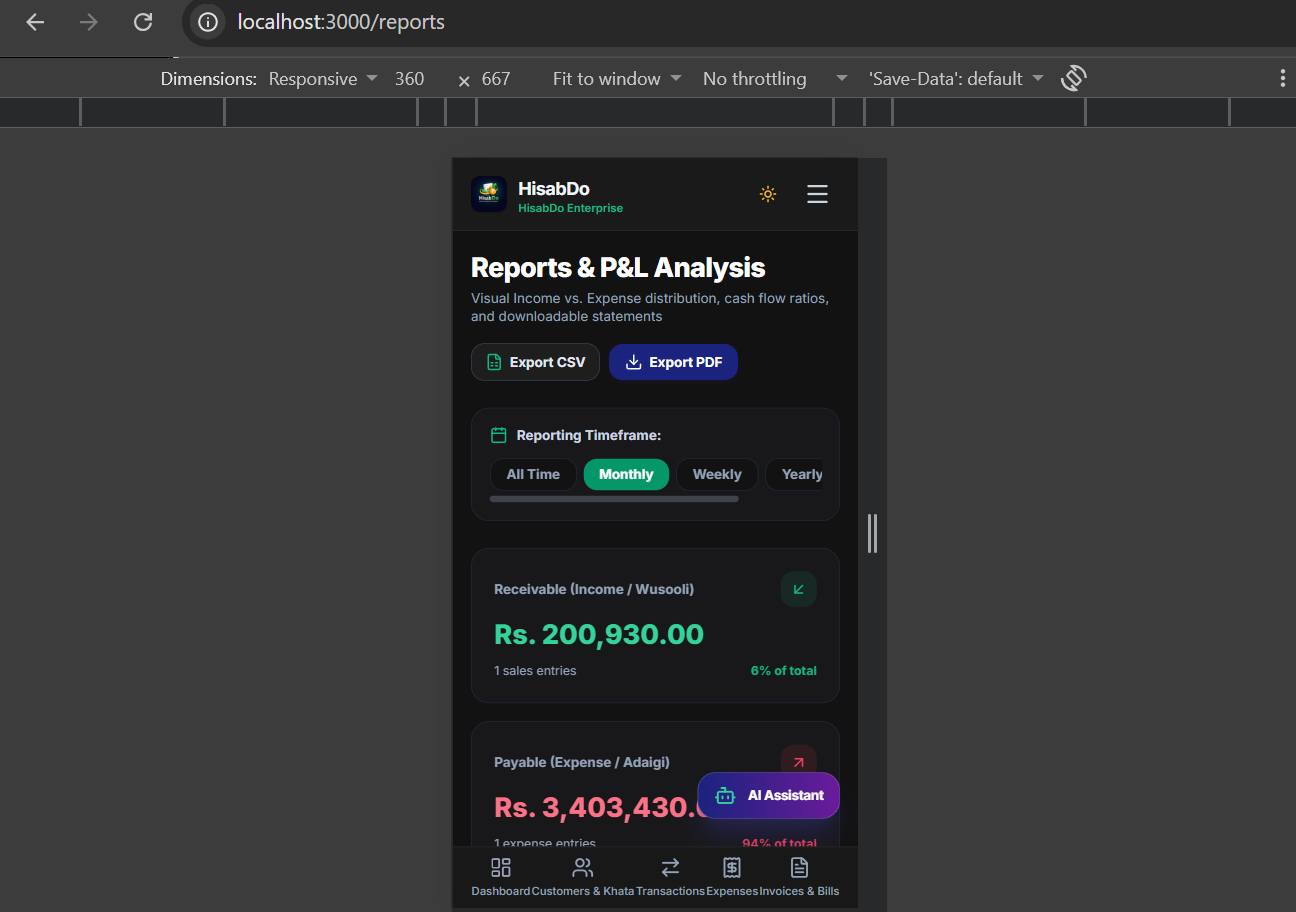 localhost:3000/reports
Dimensions: Responsive 360 × 667 Fit to window No throttling 'Save-Data': default
HisabDo
HisabDo Enterprise
Reports & P&L Analysis
Visual Income vs. Expense distribution, cash flow ratios,
and downloadable statements
Export CSV Export PDF
Reporting Timeframe:
All Time Monthly Weekly Yearly
Receivable (Income / Wusooli)
Rs. 200,930.00
1 sales entries 6% of total
Payable (Expense / Adaigi)
Rs. 3,403,430.
AI Assistant
1 expense entries 94% of total
Dashboard Customers & Khata Transactions Expenses Invoices & Bills